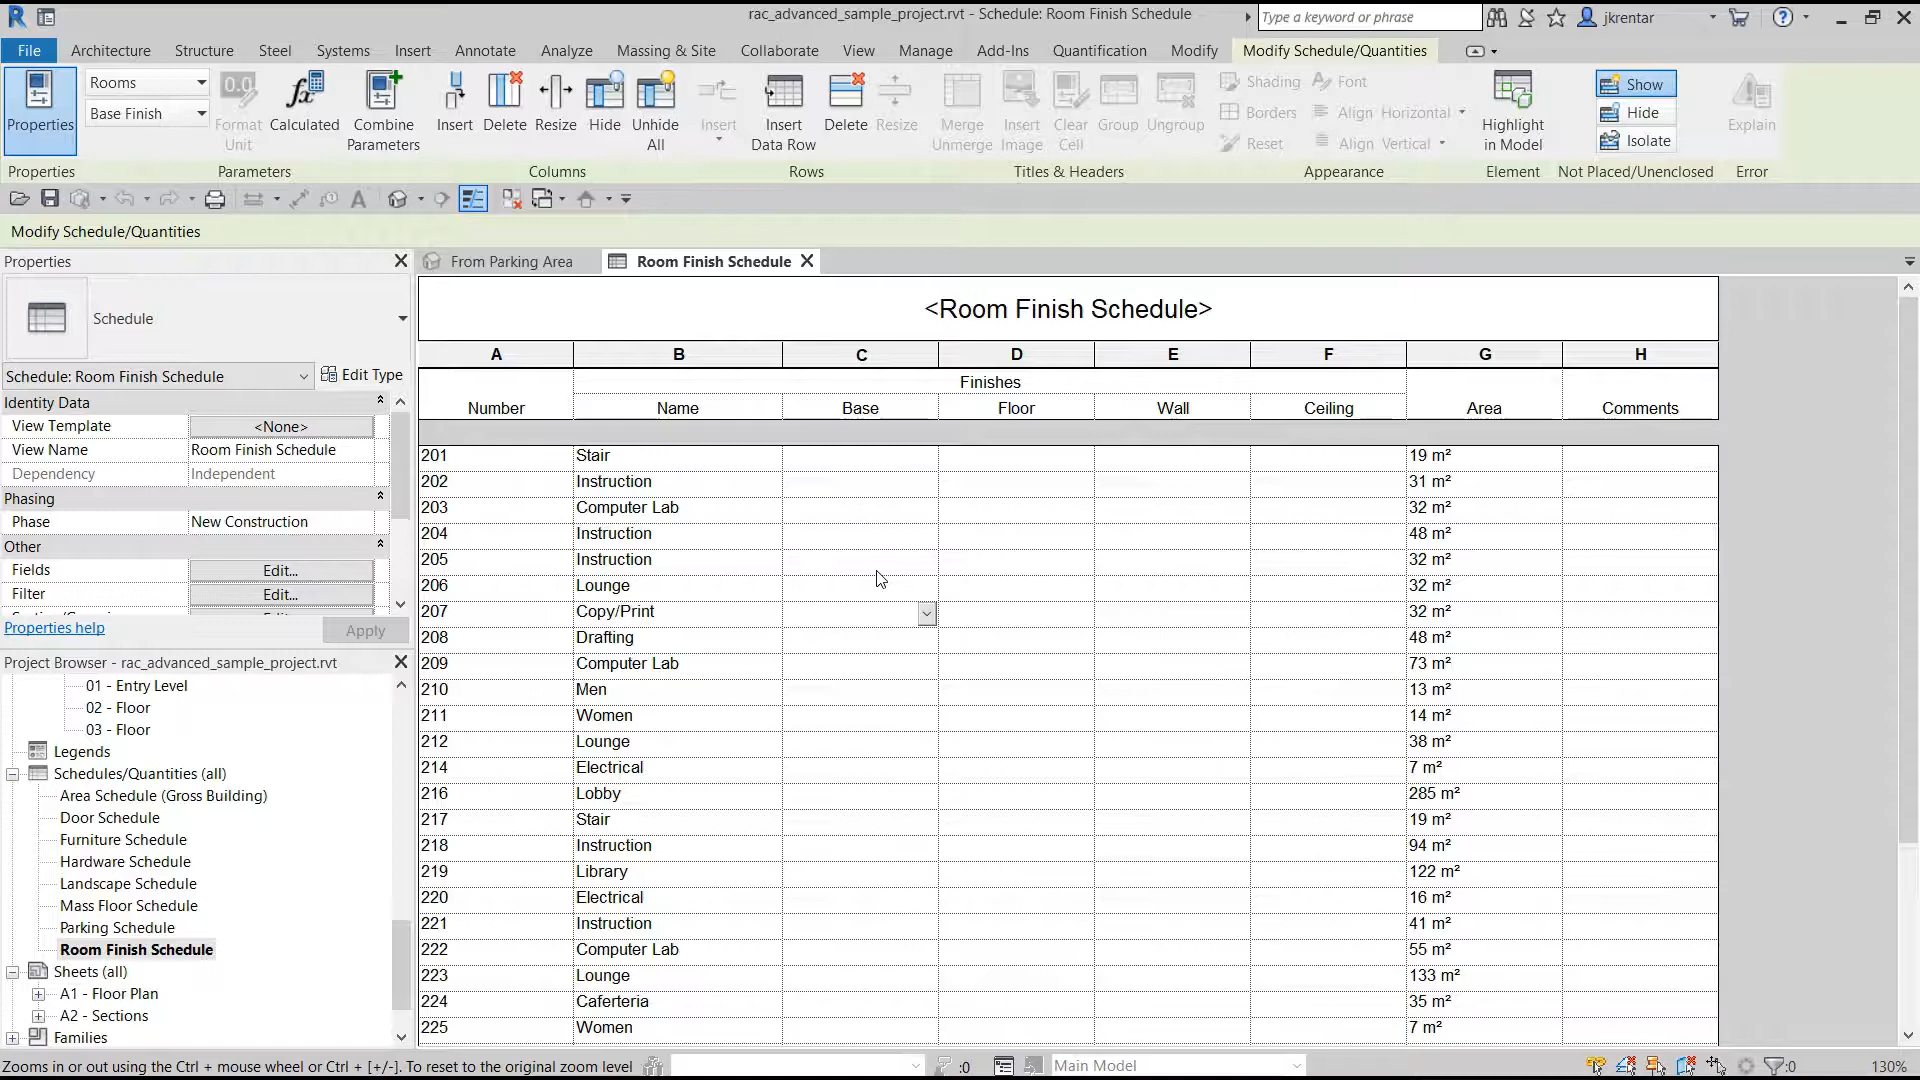 rac_advanced_sample_project.rvt - Schedule: Room Finish Schedule
Type a keyword or phrase
jkrentar
File Architecture Structure Steel Systems Insert Annotate Analyze Massing & Site Collaborate View Manage Add-Ins Quantification Modify Modify Schedule/Quantities
Properties
Rooms
Base Finish
Format Unit
Calculated
Combine Parameters
Insert
Delete
Resize
Hide
Unhide All
Insert
Insert Data Row
Delete
Resize
Merge Unmerge
Insert Image
Clear Cell
Group
Ungroup
Shading
Borders
Reset
Font
Align Horizontal
Align Vertical
Highlight in Model
Show
Hide
Isolate
Explain
Properties Parameters Columns Rows Titles & Headers Appearance Element Not Placed/Unenclosed Error
Modify Schedule/Quantities
Properties
Schedule
Schedule: Room Finish Schedule Edit Type
Identity Data
View Template <None>
View Name Room Finish Schedule
Dependency Independent
Phasing
Phase New Construction
Other
Fields Edit...
Filter Edit...
Properties help Apply
Project Browser - rac_advanced_sample_project.rvt
01 - Entry Level
02 - Floor
03 - Floor
Legends
Schedules/Quantities (all)
Area Schedule (Gross Building)
Door Schedule
Furniture Schedule
Hardware Schedule
Landscape Schedule
Mass Floor Schedule
Parking Schedule
Room Finish Schedule
Sheets (all)
A1 - Floor Plan
A2 - Sections
Families
From Parking Area Room Finish Schedule
<Room Finish Schedule>
A B C D E F G H
Finishes
Number Name Base Floor Wall Ceiling Area Comments
201 Stair 19 m²
202 Instruction 31 m²
203 Computer Lab 32 m²
204 Instruction 48 m²
205 Instruction 32 m²
206 Lounge 32 m²
207 Copy/Print 32 m²
208 Drafting 48 m²
209 Computer Lab 73 m²
210 Men 13 m²
211 Women 14 m²
212 Lounge 38 m²
214 Electrical 7 m²
216 Lobby 285 m²
217 Stair 19 m²
218 Instruction 94 m²
219 Library 122 m²
220 Electrical 16 m²
221 Instruction 41 m²
222 Computer Lab 55 m²
223 Lounge 133 m²
224 Caferteria 35 m²
225 Women 7 m²
Zooms in or out using the Ctrl + mouse wheel or Ctrl + [+/-]. To reset to the original zoom level
:0
Main Model
:0
130%